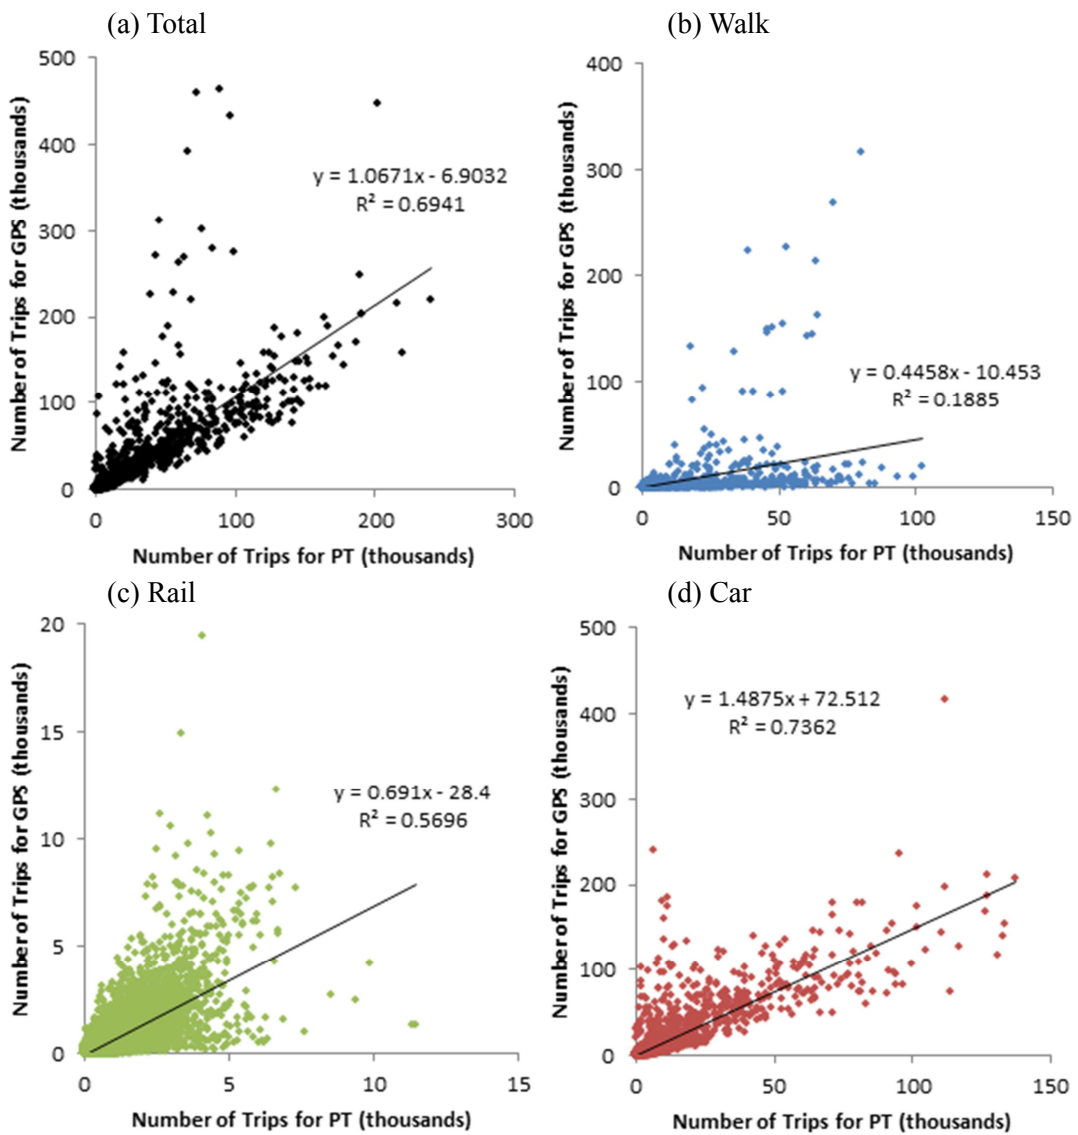 (a) Total
500
400
300
200
100
0
0 100 200 300
Number of Trips for GPS (thousands)
Number of Trips for PT (thousands)
y = 1.0671x - 6.9032
R² = 0.6941
(b) Walk
400
300
200
100
0
0 50 100 150
Number of Trips for GPS (thousands)
Number of Trips for PT (thousands)
y = 0.4458x - 10.453
R² = 0.1885
(c) Rail
20
15
10
5
0
0 5 10 15
Number of Trips for GPS (thousands)
Number of Trips for PT (thousands)
y = 0.691x - 28.4
R² = 0.5696
(d) Car
500
400
300
200
100
0
0 50 100 150
Number of Trips for GPS (thousands)
Number of Trips for PT (thousands)
y = 1.4875x + 72.512
R² = 0.7362